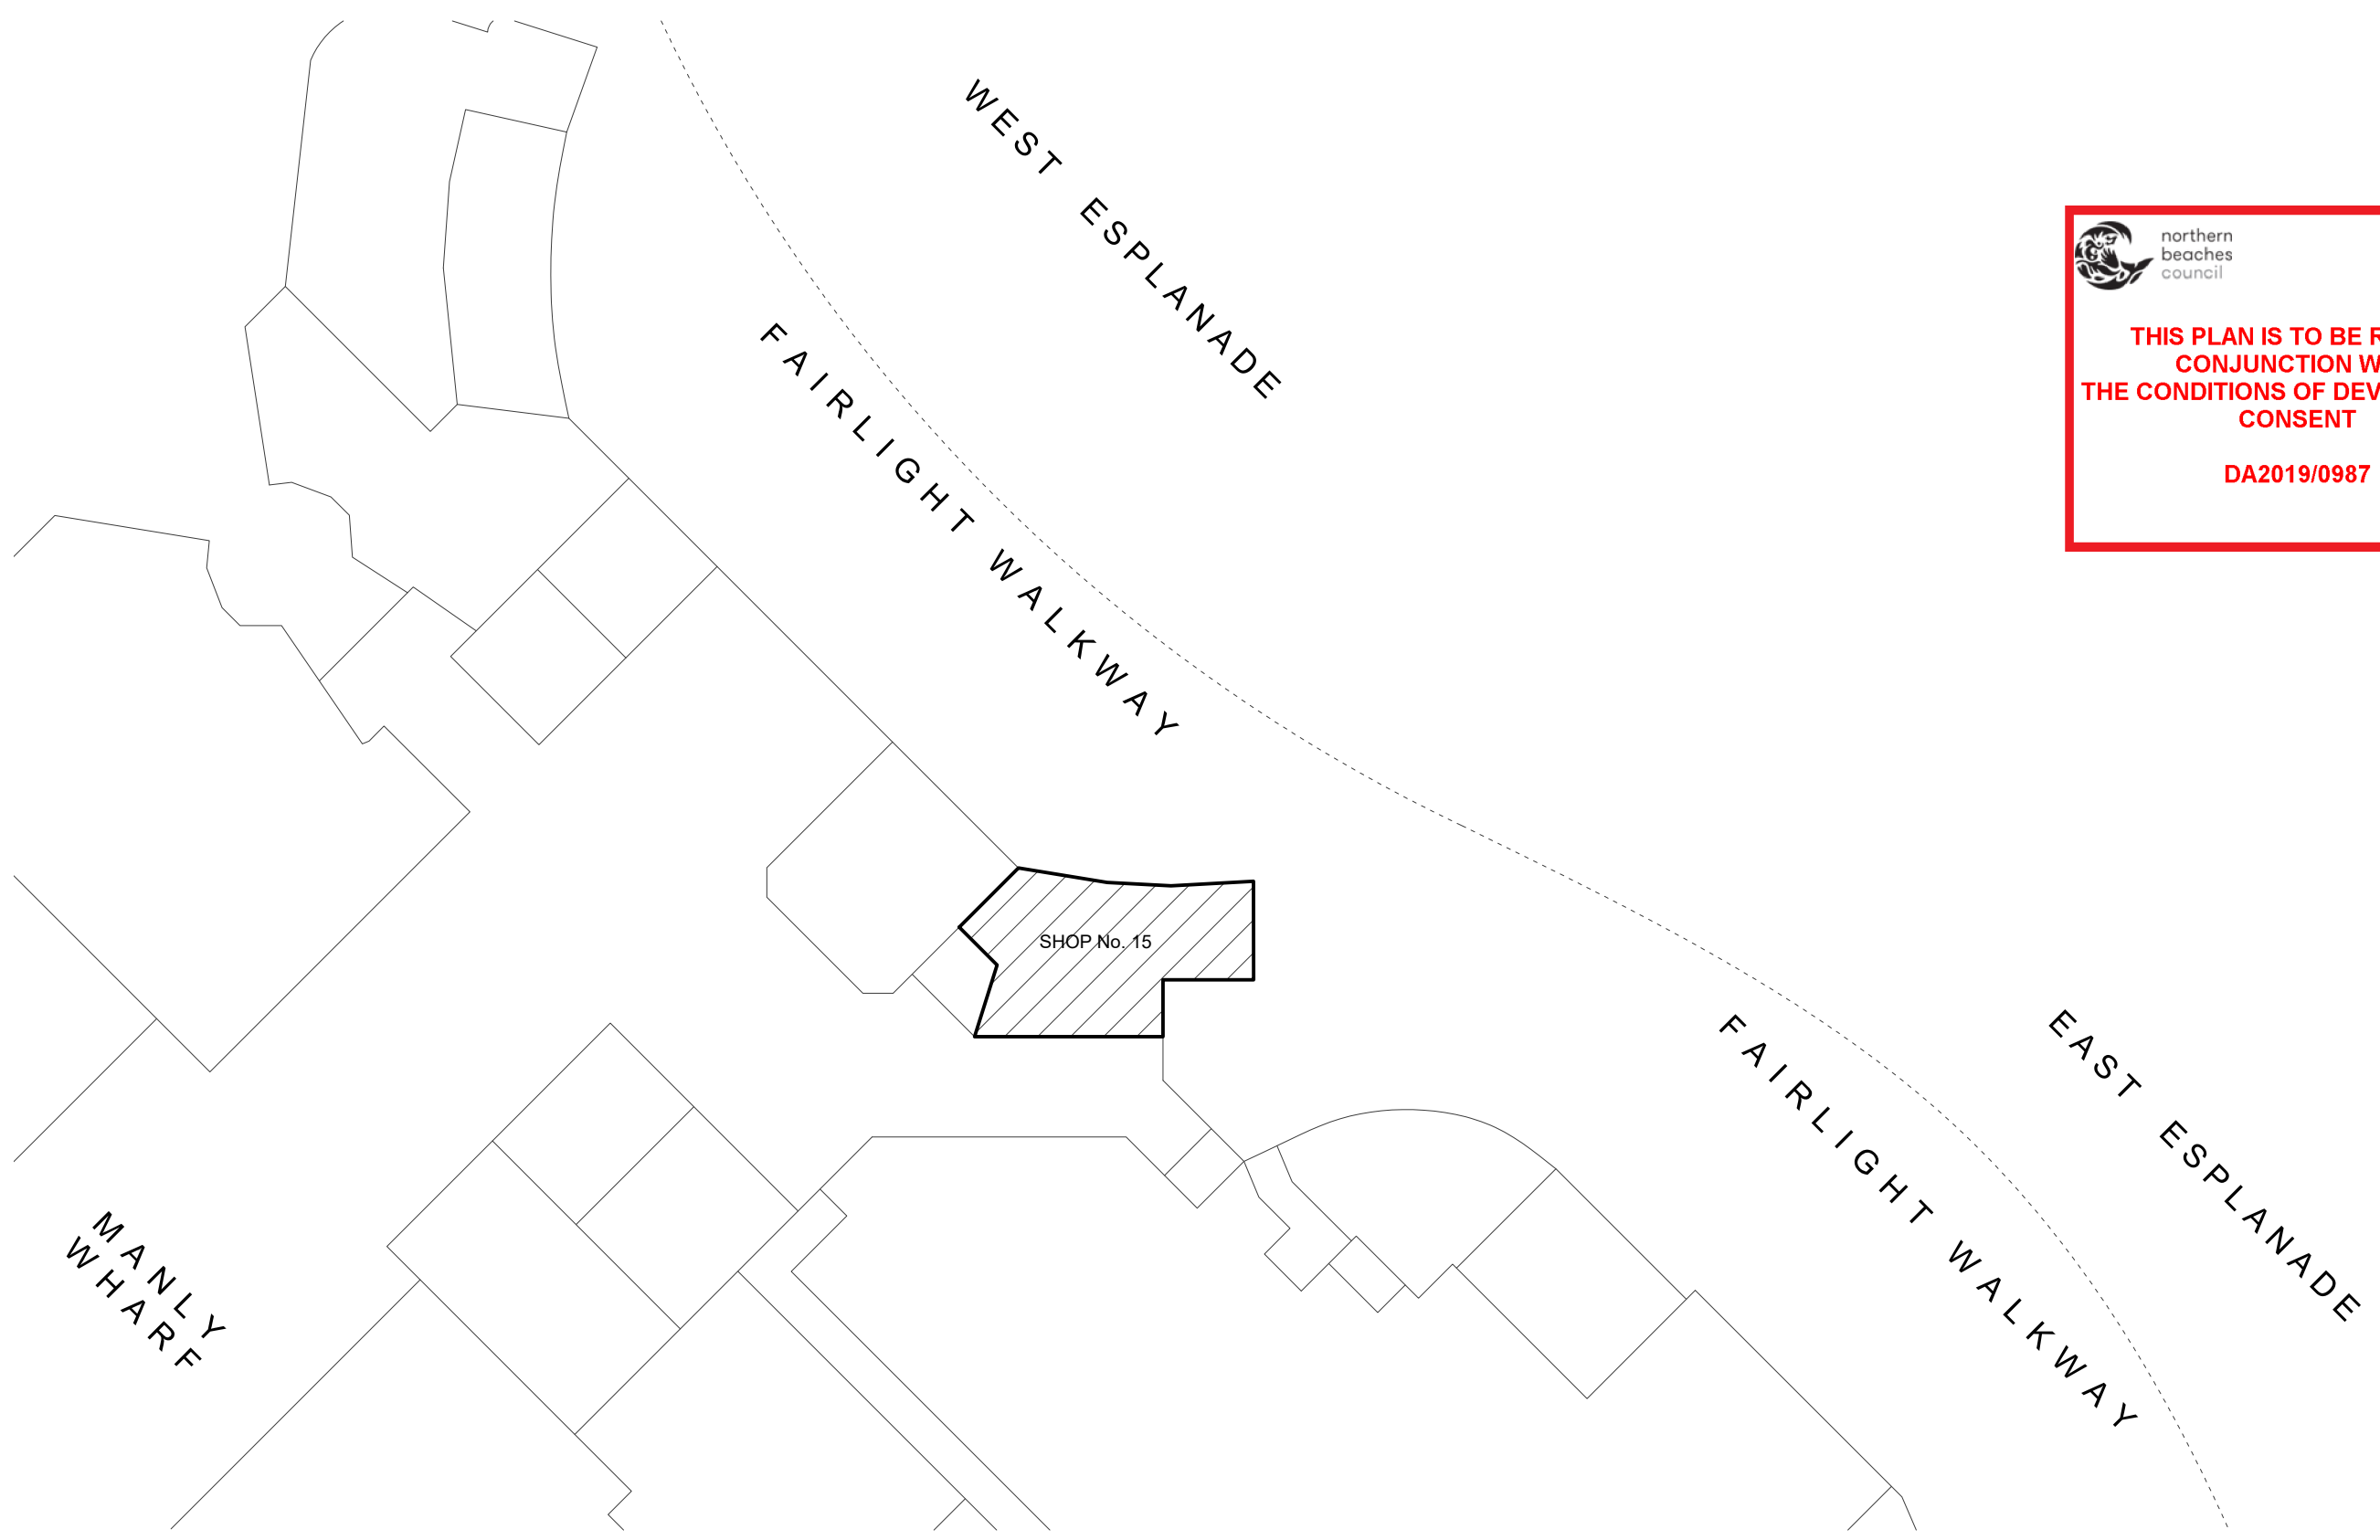 WEST ESPLANADE
northern
beaches
council
THIS PLAN IS TO BE
CONJUNCTION
THE CONDITIONS OF
CONSENT
DA2019/0987
FAIRLIGHT WALKWAY
SHOP No. 15
EAST ESPLANADE
FAIRLIGHT WALKWAY
MANLY
WHARF